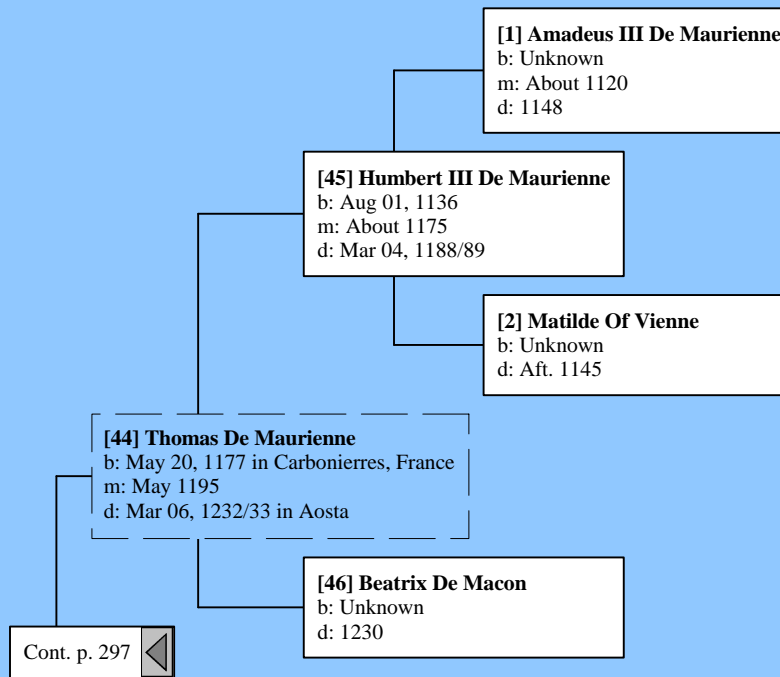 [1] Amadeus III De Maurienne
b: Unknown
m: About 1120
d: 1148
[45] Humbert III De Maurienne
b: Aug 01, 1136
m: About 1175
d: Mar 04, 1188/89
[2] Matilde Of Vienne
b: Unknown
d: Aft. 1145
[44] Thomas De Maurienne
b: May 20, 1177 in Carbonierres, France
m: May 1195
d: Mar 06, 1232/33 in Aosta
[46] Beatrix De Macon
b: Unknown
d: 1230
Cont. p. 297